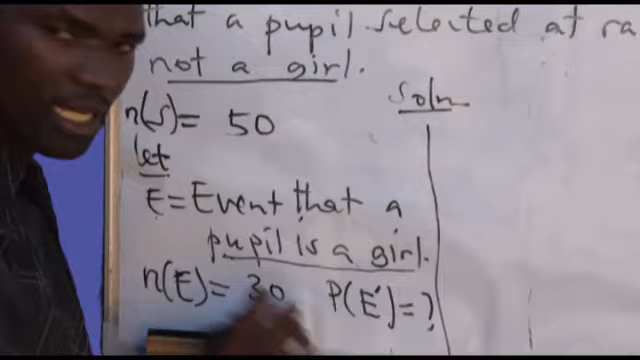 that a pupil selected at ra
not a girl.
Soln
n(S) = 50
let
E = Event that a
pupil is a girl.
n(E) = 30 P(E') = ?